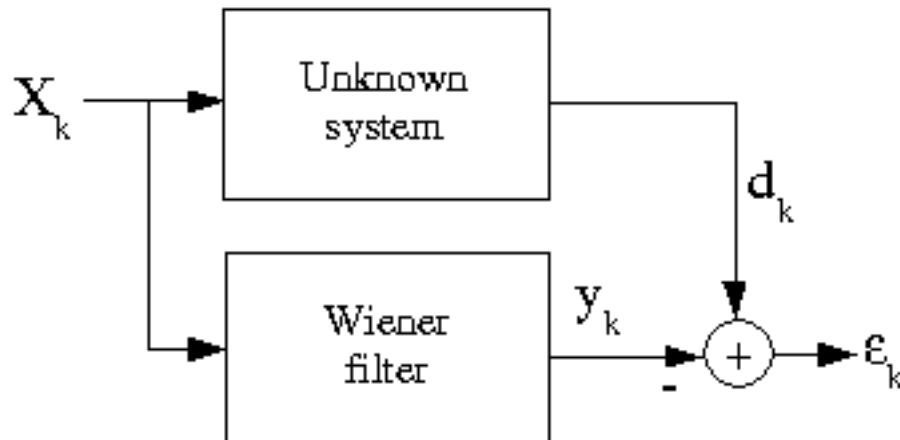 X_k
Unknown
system
d_k
Wiener
filter
y_k
-
+
ε_k